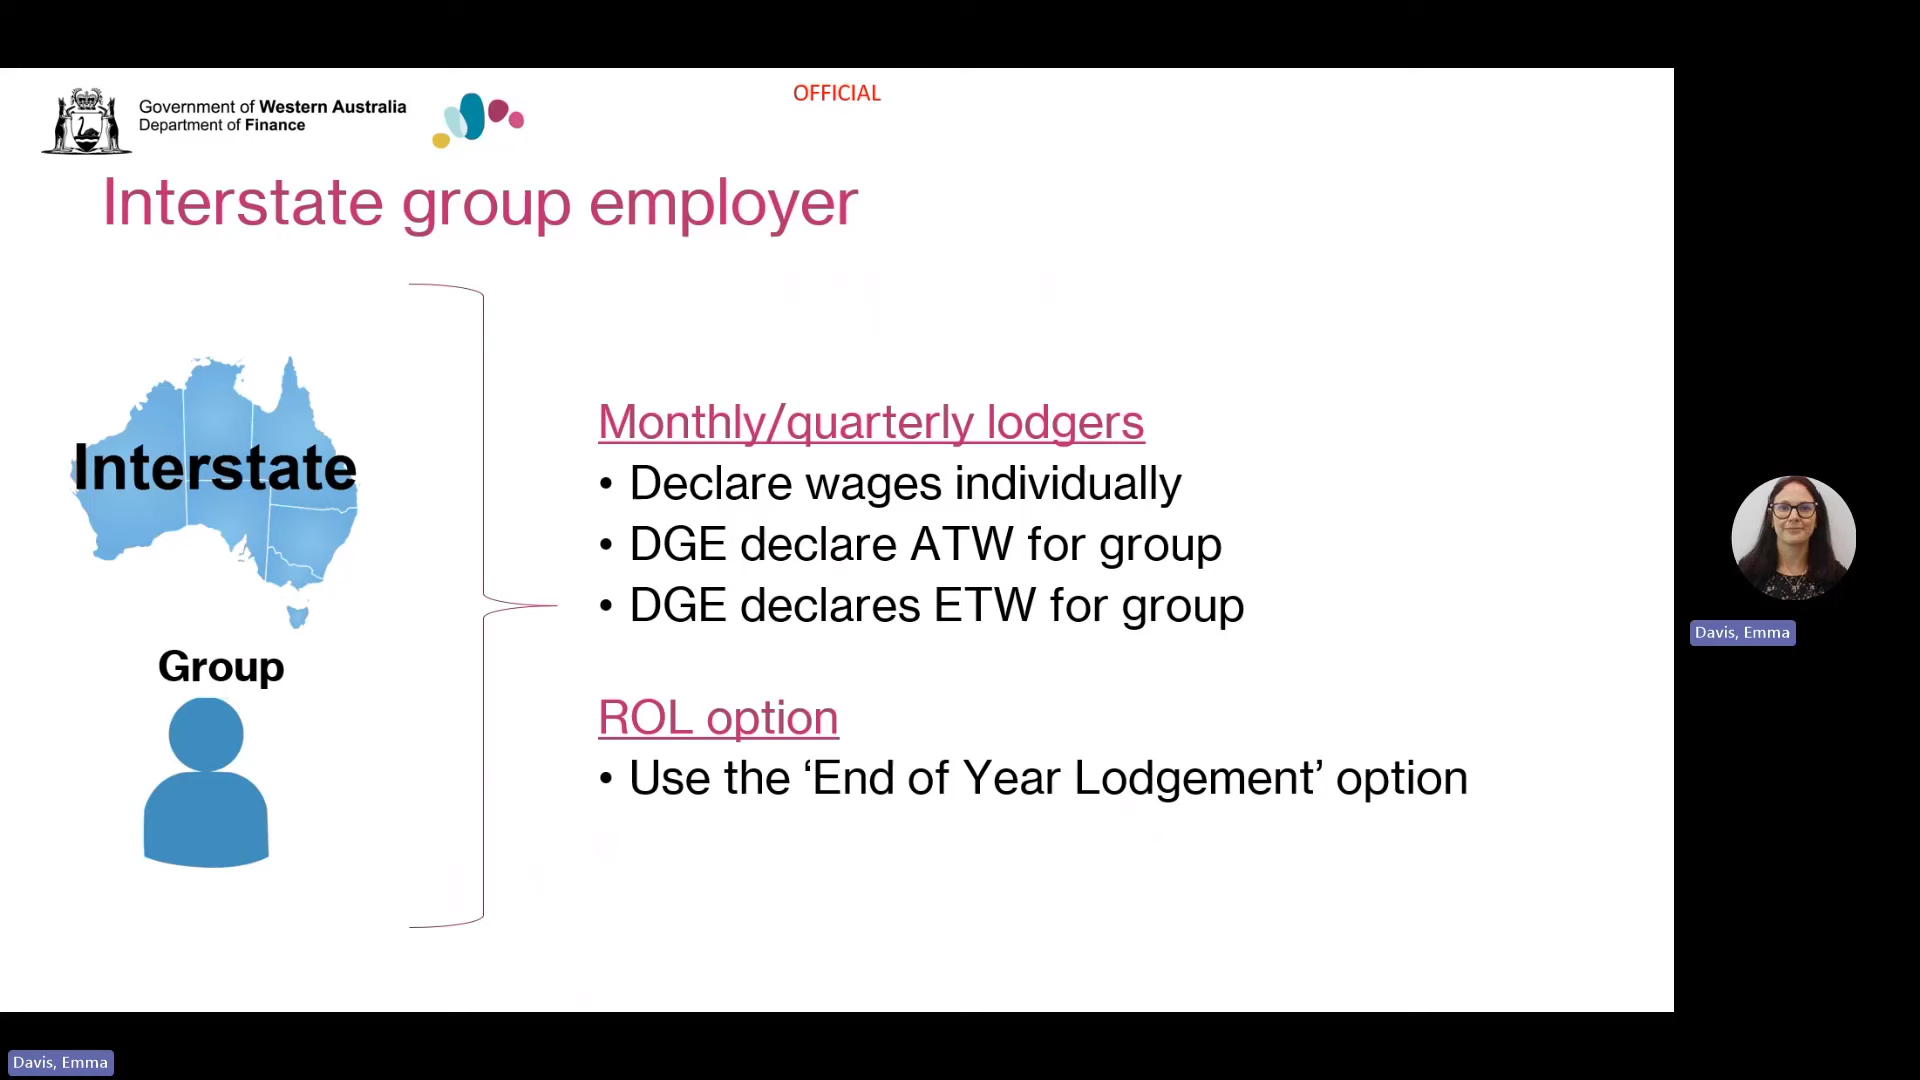 OFFICIAL
Government of Western Australia
Department of Finance
Interstate group employer
Interstate
Group
Monthly/quarterly lodgers
• Declare wages individually
• DGE declare ATW for group
• DGE declares ETW for group
ROL option
• Use the ‘End of Year Lodgement’ option
Davis, Emma
Davis, Emma